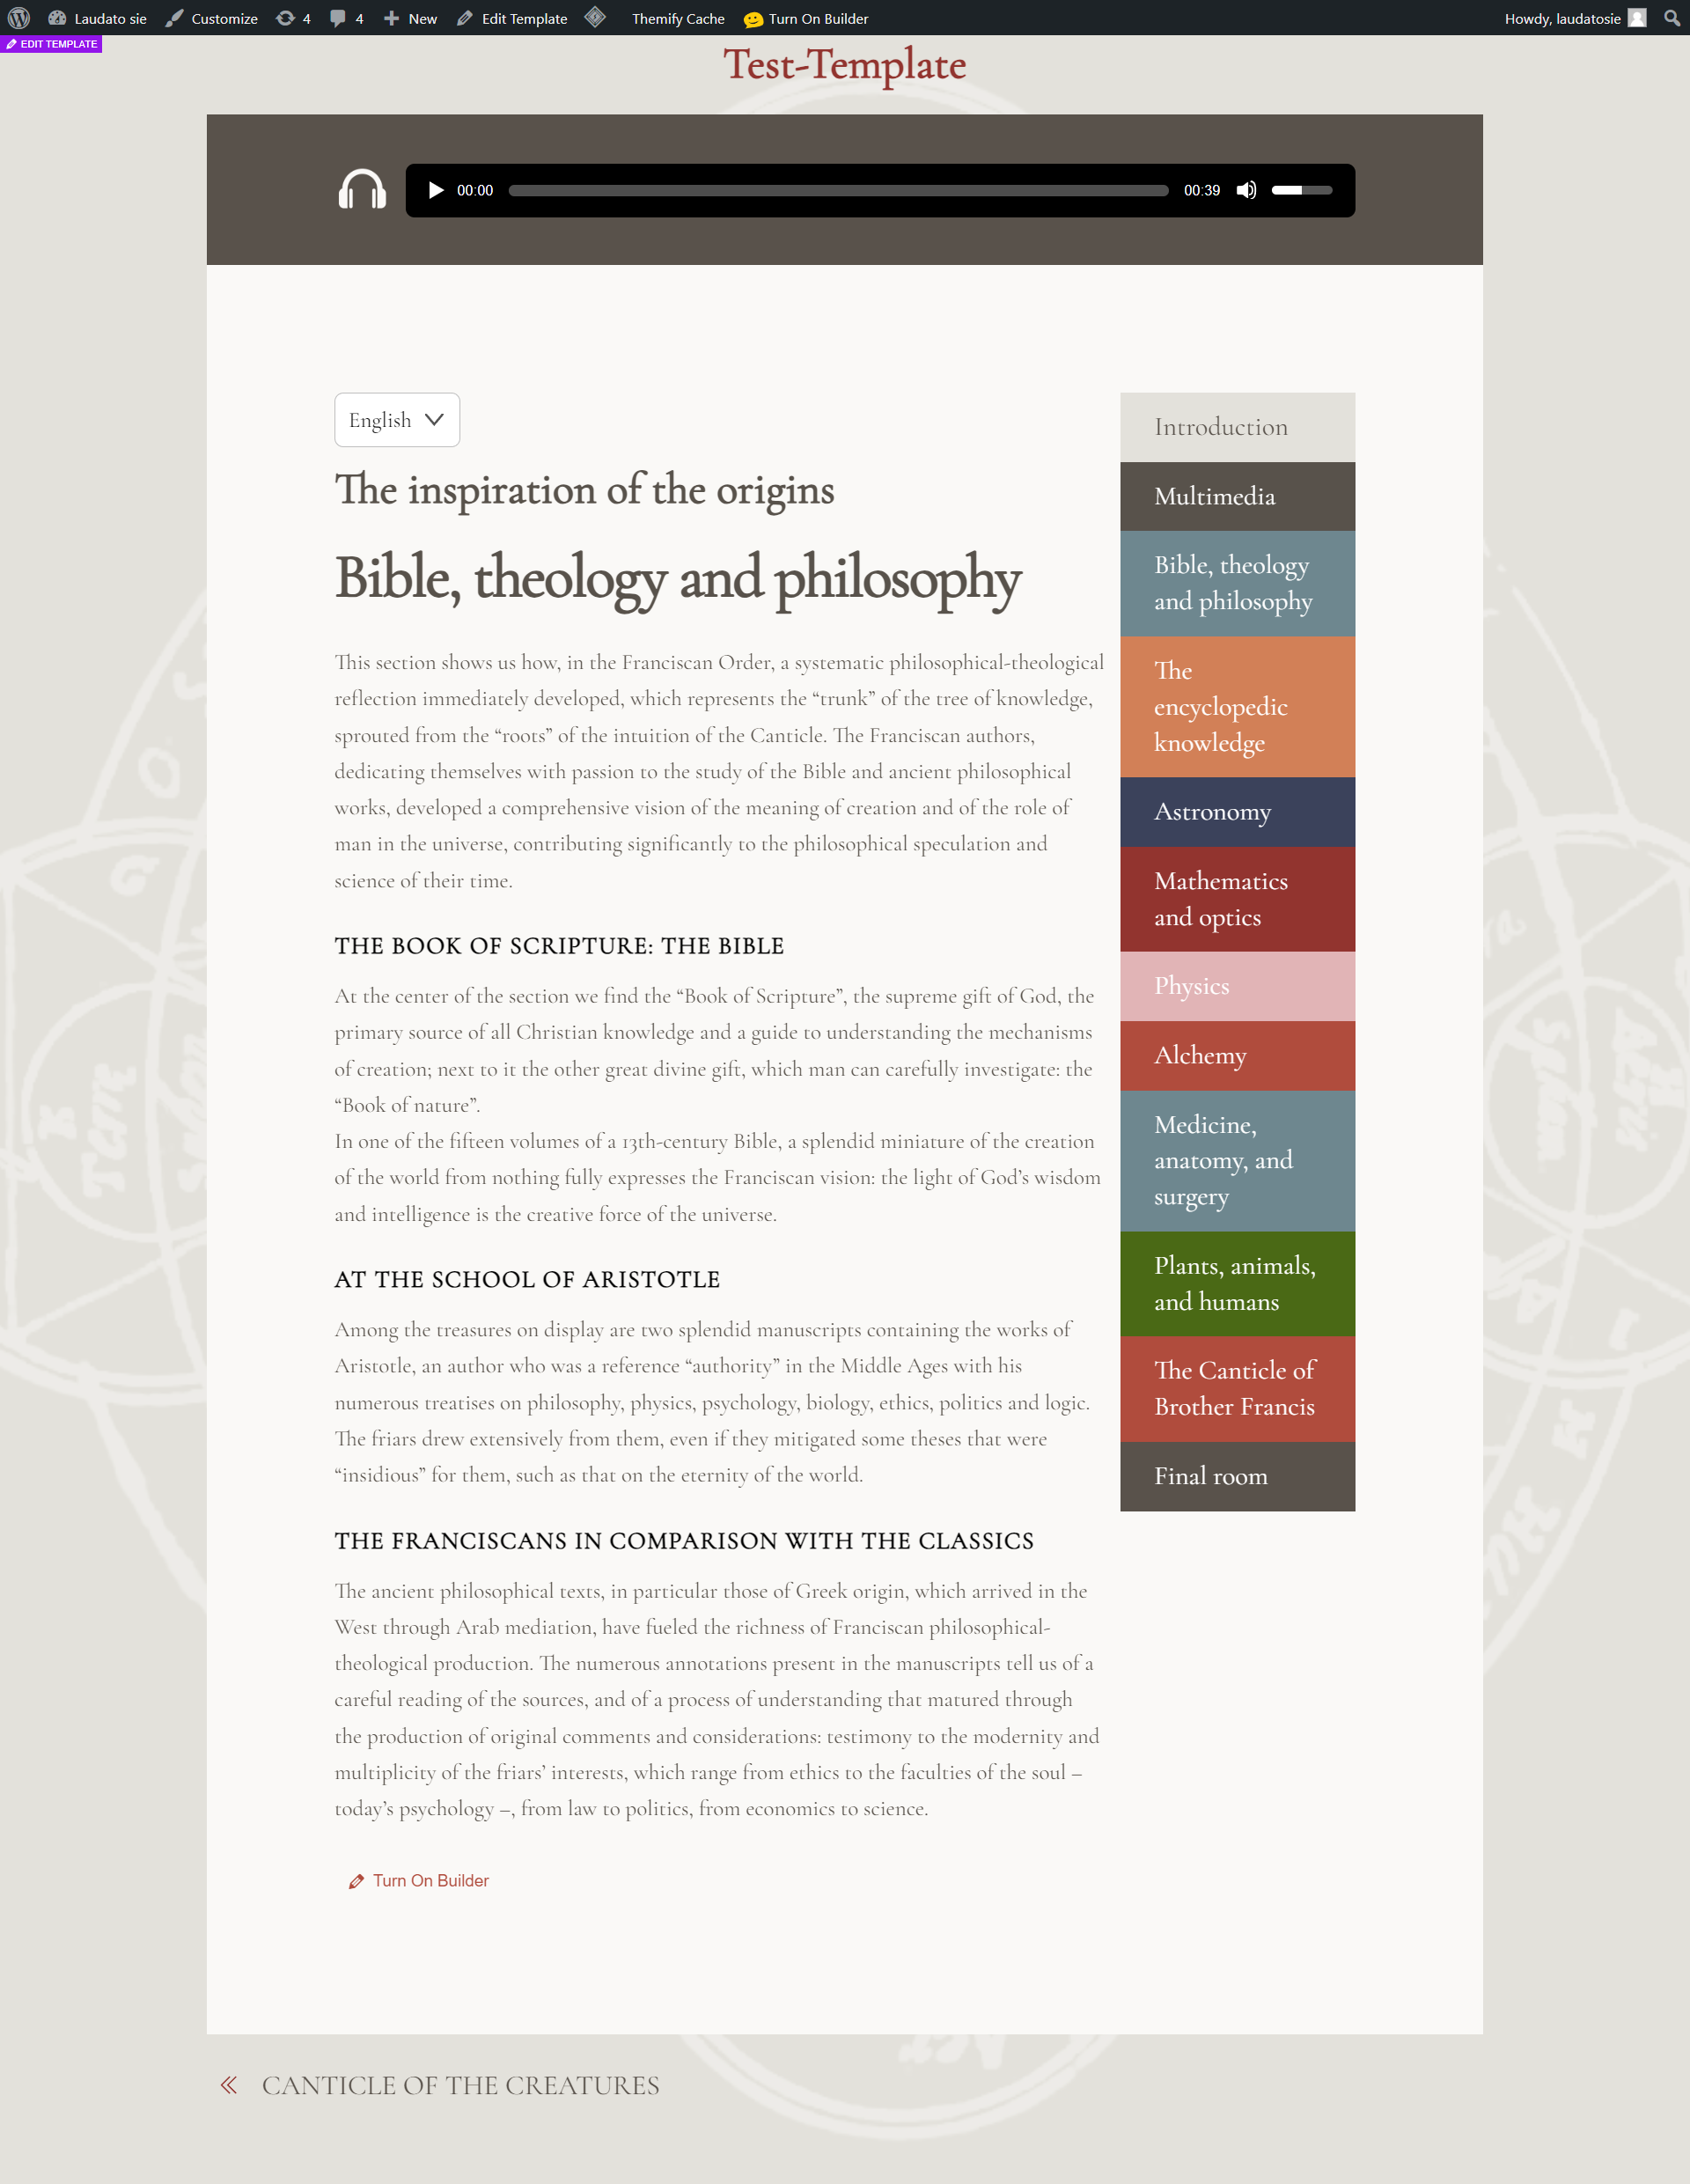 Laudato sie Customize 4 4 New Edit Template Themify Cache Turn On Builder Howdy, laudatosie
EDIT TEMPLATE
Test-Template
00:00 00:39
English
The inspiration of the origins
Bible, theology and philosophy
This section shows us how, in the Franciscan Order, a systematic philosophical-theological
reflection immediately developed, which represents the “trunk” of the tree of knowledge,
sprouted from the “roots” of the intuition of the Canticle. The Franciscan authors,
dedicating themselves with passion to the study of the Bible and ancient philosophical
works, developed a comprehensive vision of the meaning of creation and of the role of
man in the universe, contributing significantly to the philosophical speculation and
science of their time.
THE BOOK OF SCRIPTURE: THE BIBLE
At the center of the section we find the “Book of Scripture”, the supreme gift of God, the
primary source of all Christian knowledge and a guide to understanding the mechanisms
of creation; next to it the other great divine gift, which man can carefully investigate: the
“Book of nature”.
In one of the fifteen volumes of a 13th-century Bible, a splendid miniature of the creation
of the world from nothing fully expresses the Franciscan vision: the light of God’s wisdom
and intelligence is the creative force of the universe.
AT THE SCHOOL OF ARISTOTLE
Among the treasures on display are two splendid manuscripts containing the works of
Aristotle, an author who was a reference “authority” in the Middle Ages with his
numerous treatises on philosophy, physics, psychology, biology, ethics, politics and logic.
The friars drew extensively from them, even if they mitigated some theses that were
“insidious” for them, such as that on the eternity of the world.
THE FRANCISCANS IN COMPARISON WITH THE CLASSICS
The ancient philosophical texts, in particular those of Greek origin, which arrived in the
West through Arab mediation, have fueled the richness of Franciscan philosophical-
theological production. The numerous annotations present in the manuscripts tell us of a
careful reading of the sources, and of a process of understanding that matured through
the production of original comments and considerations: testimony to the modernity and
multiplicity of the friars’ interests, which range from ethics to the faculties of the soul –
today’s psychology –, from law to politics, from economics to science.
Turn On Builder
Introduction
Multimedia
Bible, theology
and philosophy
The
encyclopedic
knowledge
Astronomy
Mathematics
and optics
Physics
Alchemy
Medicine,
anatomy, and
surgery
Plants, animals,
and humans
The Canticle of
Brother Francis
Final room
CANTICLE OF THE CREATURES